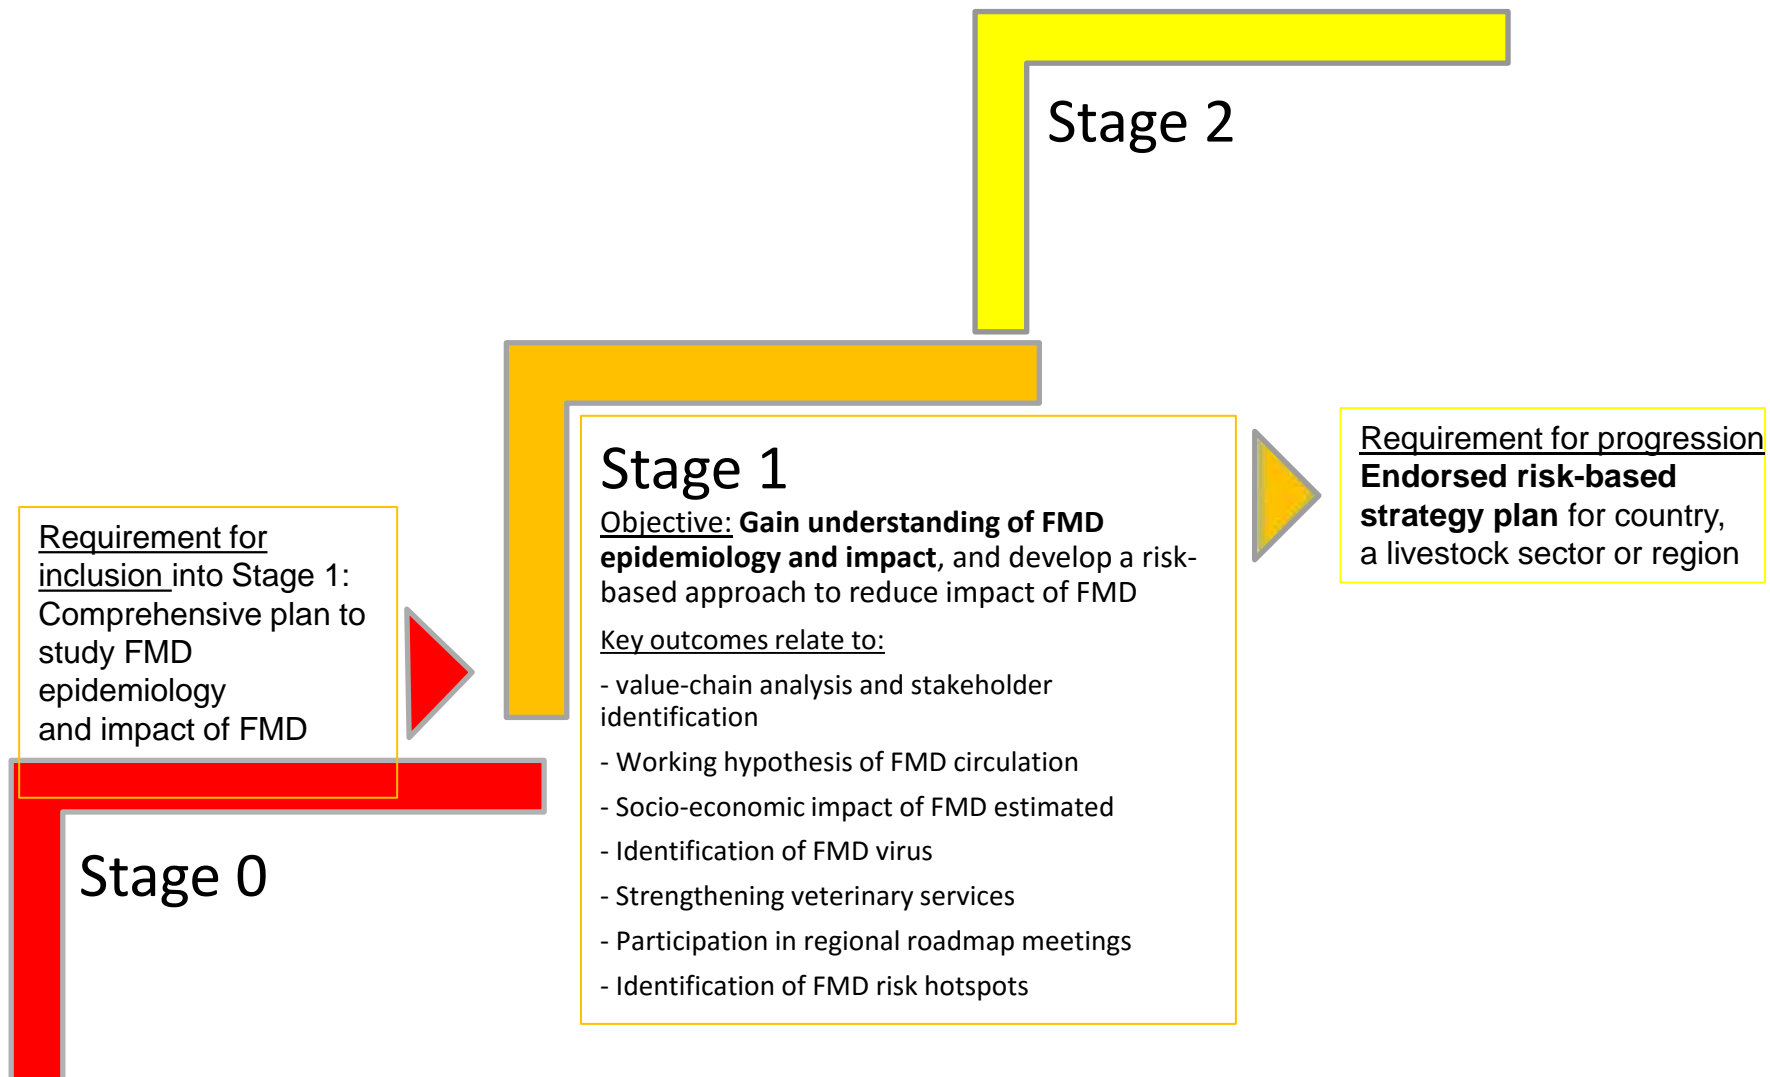 Stage 2
Stage 1
Objective: Gain understanding of FMD
epidemiology and impact, and develop a risk-
based approach to reduce impact of FMD
Key outcomes relate to:
- value-chain analysis and stakeholder
identification
- Working hypothesis of FMD circulation
- Socio-economic impact of FMD estimated
- Identification of FMD virus
- Strengthening veterinary services
- Participation in regional roadmap meetings
- Identification of FMD risk hotspots
Requirement for progression
Endorsed risk-based
strategy plan for country,
a livestock sector or region
Requirement for
inclusion into Stage 1:
Comprehensive plan to
study FMD
epidemiology
and impact of FMD
Stage 0